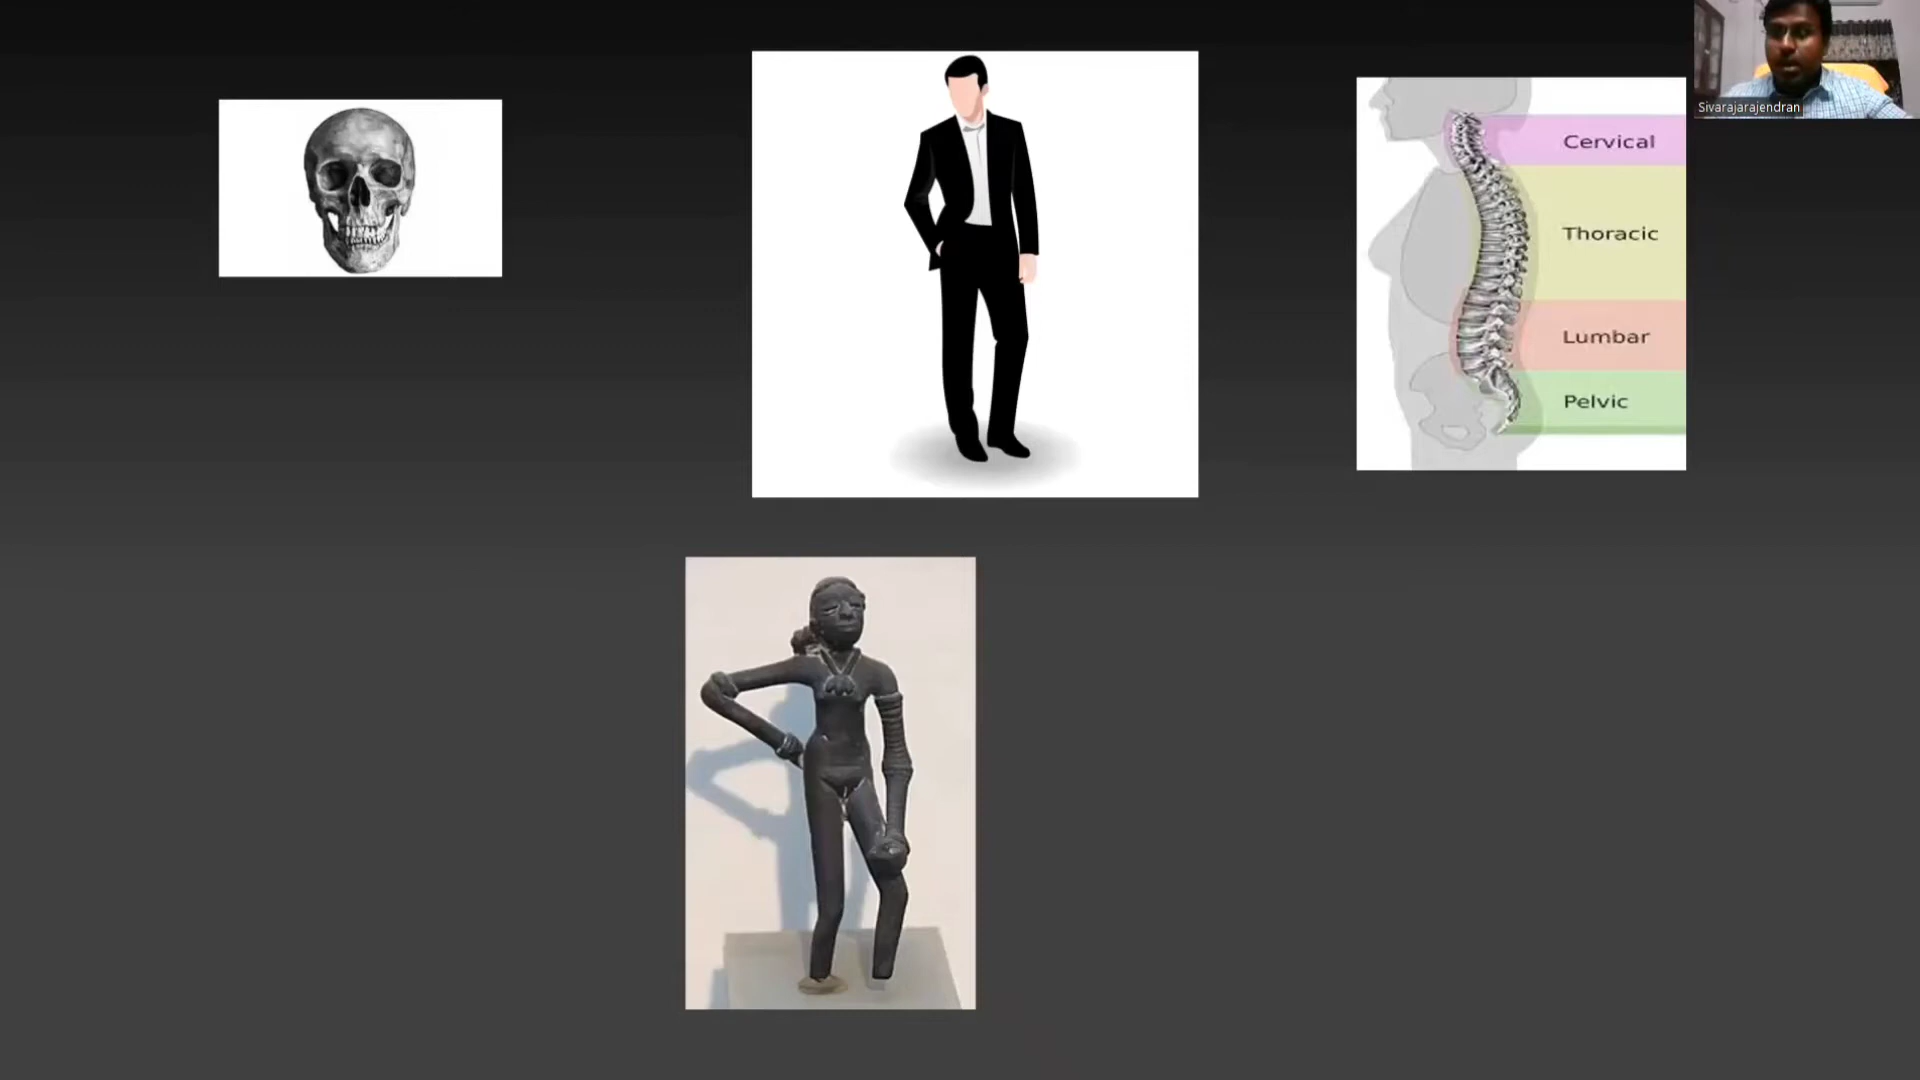 Sivarajarajendran
Cervical
Thoracic
Lumbar
Pelvic